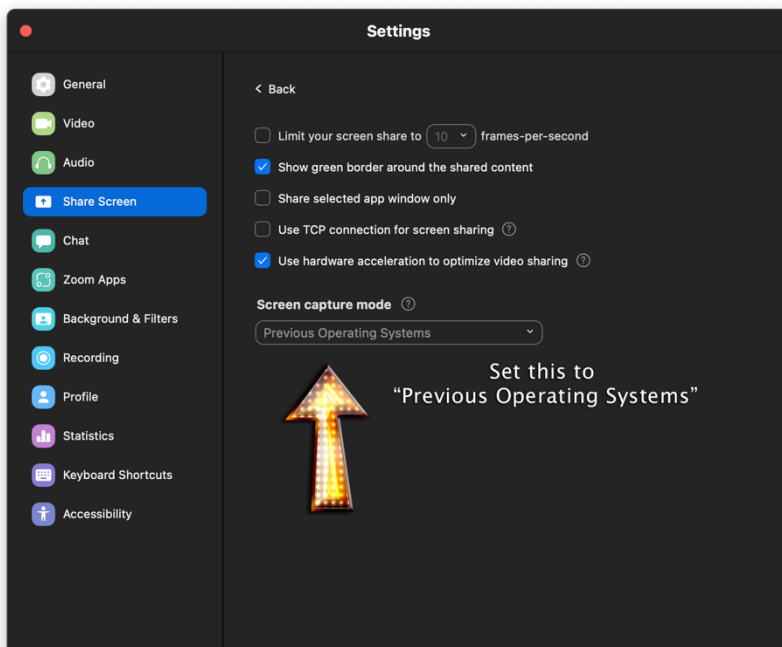 Settings
General
Video
Audio
Share Screen
Chat
Zoom Apps
Background & Filters
Recording
Profile
Statistics
Keyboard Shortcuts
Accessibility
< Back
Limit your screen share to 10 frames-per-second
Show green border around the shared content
Share selected app window only
Use TCP connection for screen sharing ?
Use hardware acceleration to optimize video sharing ?
Screen capture mode ?
Previous Operating Systems
Set this to
“Previous Operating Systems”